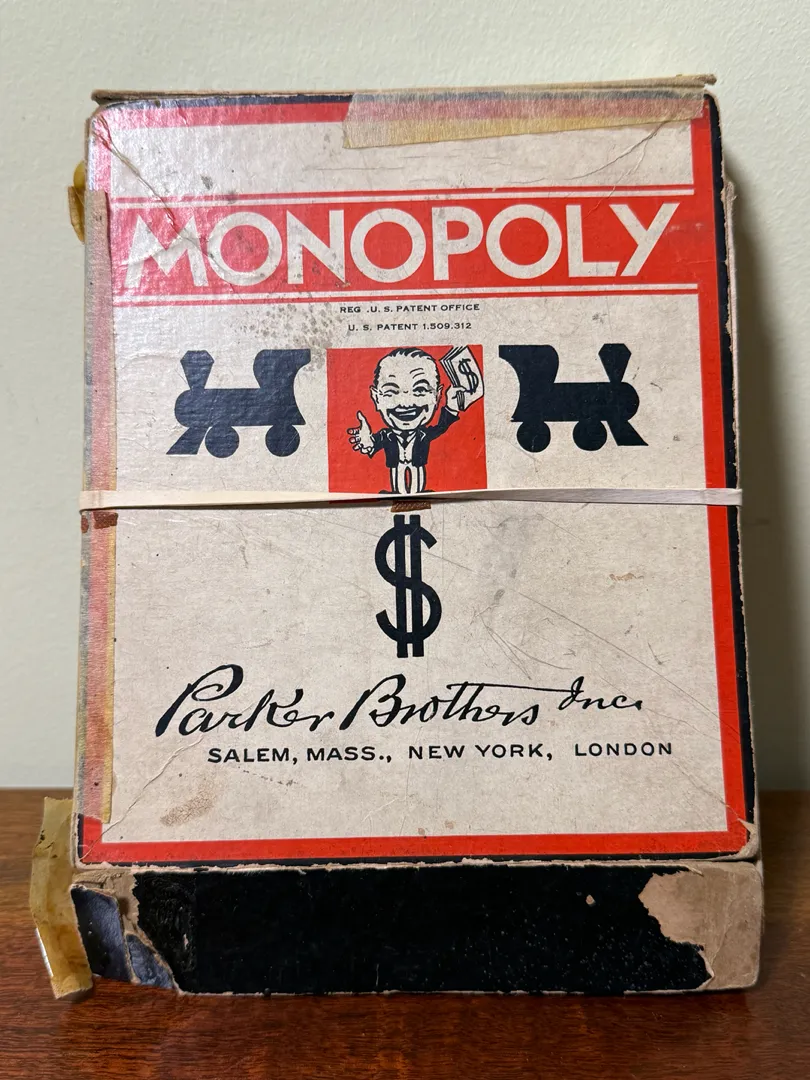 MONOPOLY
REG .U. S. PATENT OFFICE
U. S. PATENT 1.509.312
$
$
Parker Brothers Inc.
SALEM, MASS., NEW YORK, LONDON